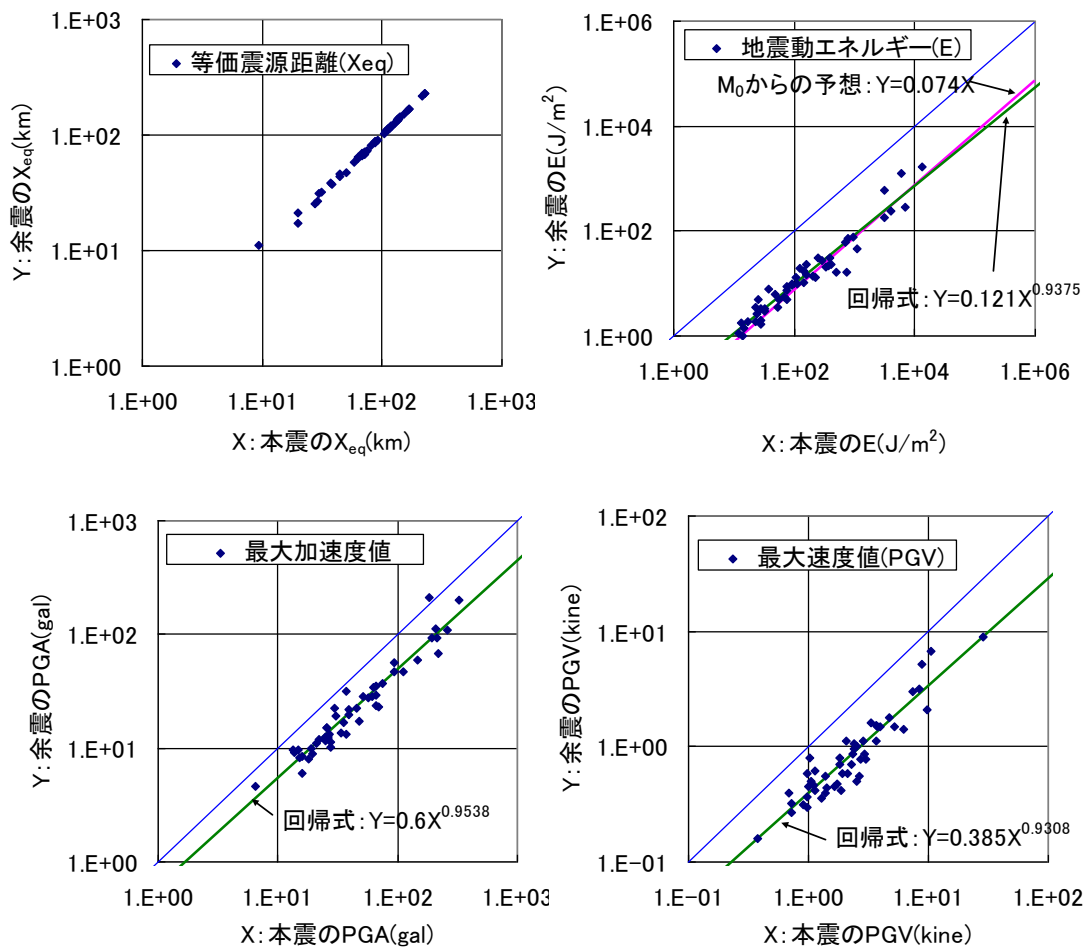 1.E+03
1.E+02
1.E+01
1.E+00
1.E+00 1.E+01 1.E+02 1.E+03
等価震源距離(Xeq)
Y:余震のXeq(km)
X:本震のXeq(km)
1.E+06
1.E+04
1.E+02
1.E+00
1.E+00 1.E+02 1.E+04 1.E+06
地震動エネルギー(E)
M0からの予想:Y=0.074X
回帰式:Y=0.121X^0.9375
Y:余震のE(J/m²)
X:本震のE(J/m²)
1.E+03
1.E+02
1.E+01
1.E+00
1.E+00 1.E+01 1.E+02 1.E+03
最大加速度値
回帰式:Y=0.6X^0.9538
Y:余震のPGA(gal)
X:本震のPGA(gal)
1.E+02
1.E+01
1.E+00
1.E-01
1.E-01 1.E+00 1.E+01 1.E+02
最大速度値(PGV)
回帰式:Y=0.385X^0.9308
Y:余震のPGV(kine)
X:本震のPGV(kine)